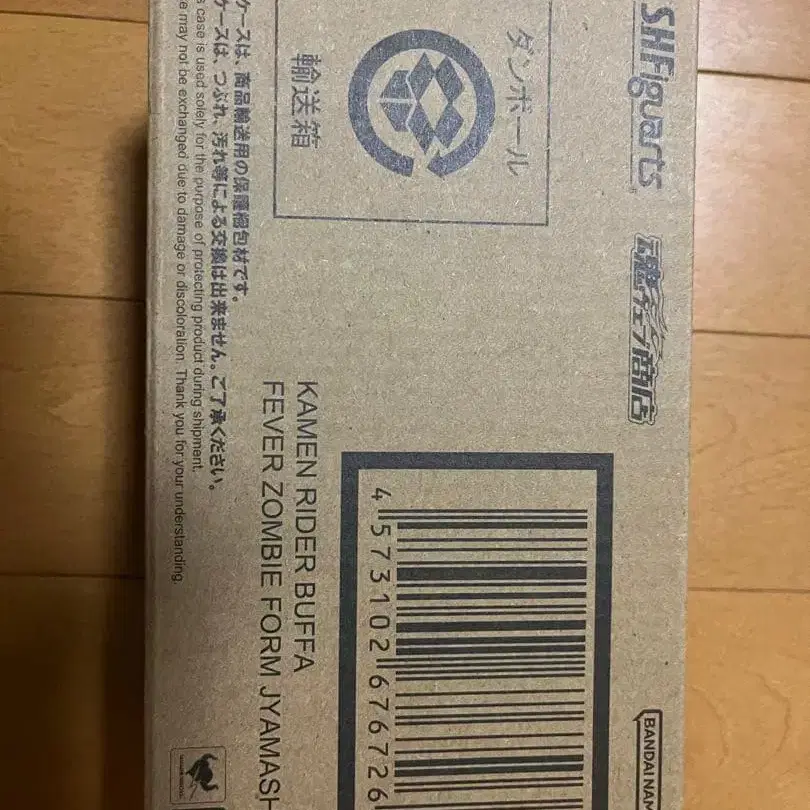 S.H.Figuarts
魂ウェブ商店
ダンボール
輸送箱
ケースは、商品輸送用の保護梱包材です。
ケースは、つぶれ、汚れ等による交換は出来ません。ご了承ください。
case is used solely for the purpose of protecting product during shipment.
may not be exchanged due to damage or discoloration. Thank you for your understanding.
KAMEN RIDER BUFFA
FEVER ZOMBIE FORM JYAMASH
4 573102 676726
BANDAI NAM